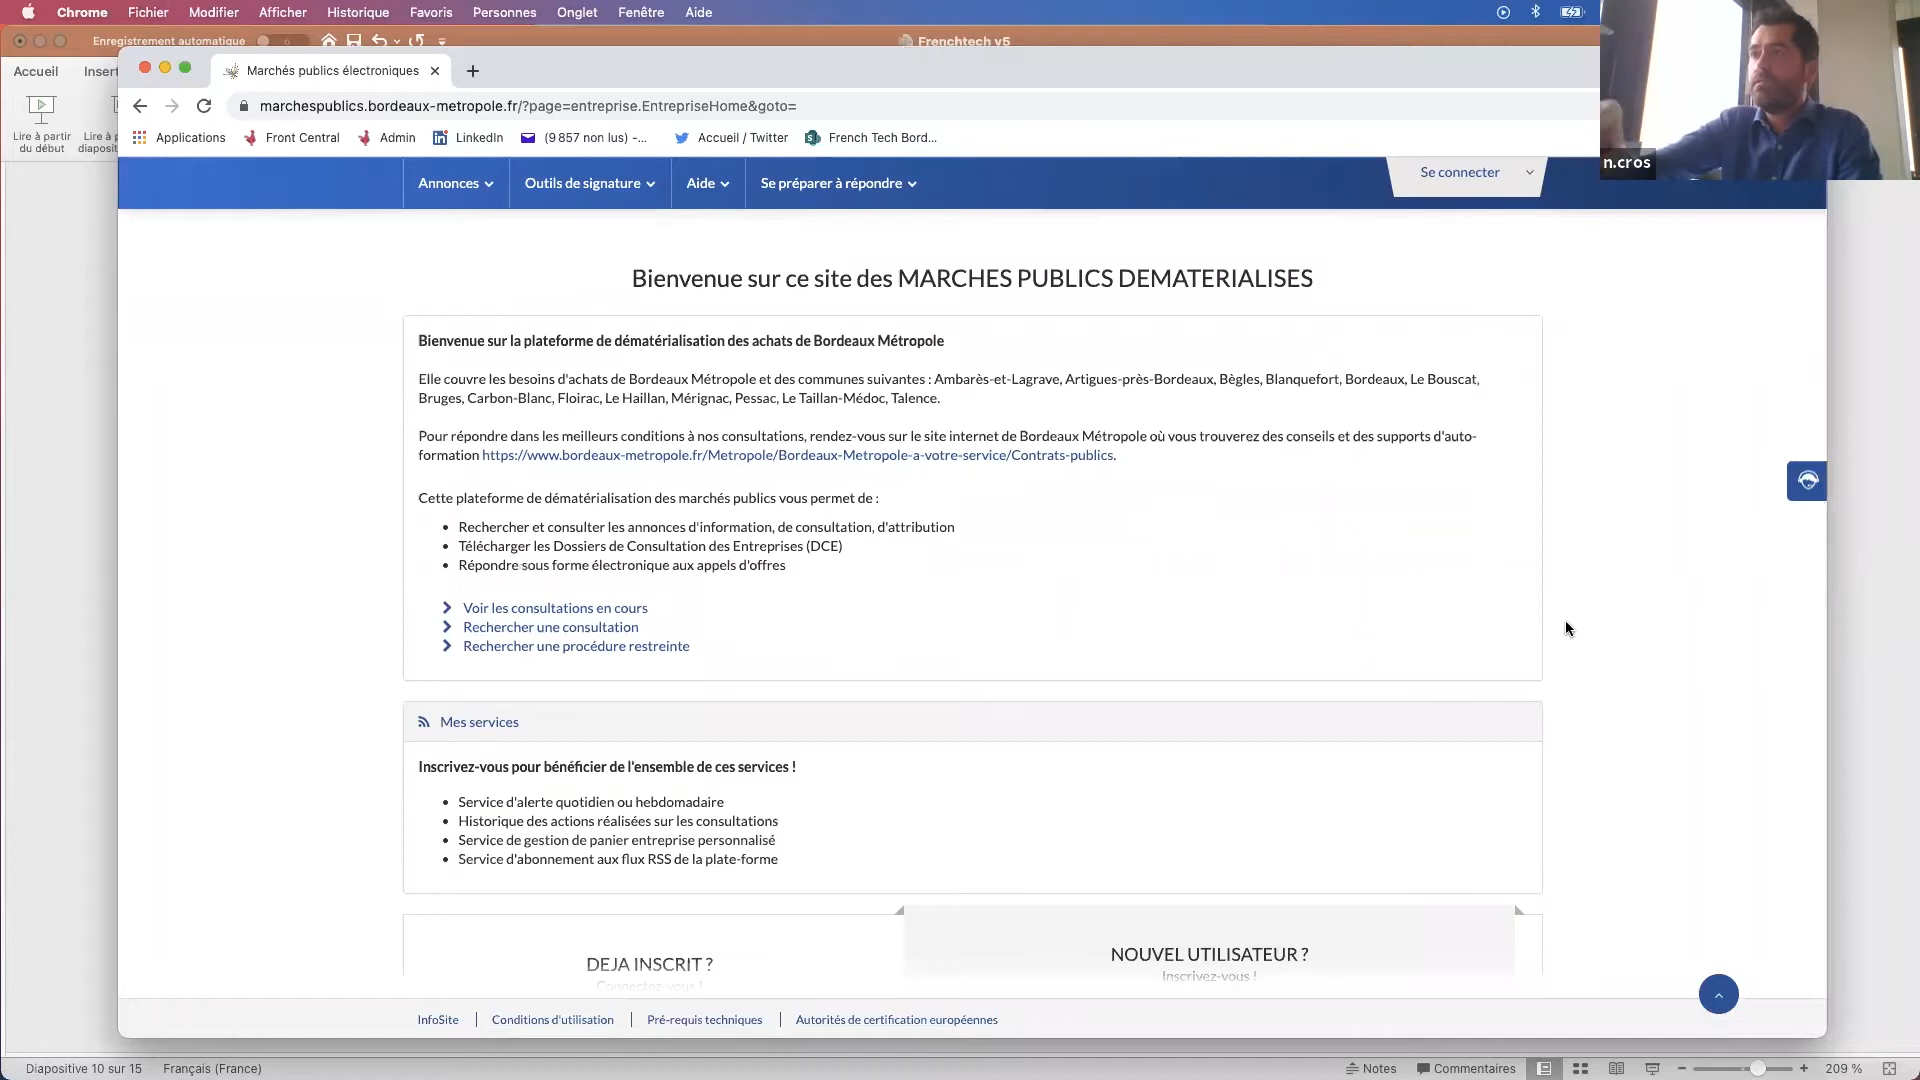 Chrome Fichier Modifier Afficher Historique Favoris Personnes Onglet Fenêtre Aide
Enregistrement automatique
Frenchtech v5
Accueil
Lire à partir
du début
Marchés publics électroniques
marchespublics.bordeaux-metropole.fr/?page=entreprise.EntrepriseHome&goto=
Applications Front Central Admin LinkedIn (9 857 non lus) -... Accueil / Twitter French Tech Bord...
n.cros
Annonces Outils de signature Aide Se préparer à répondre Se connecter
Bienvenue sur ce site des MARCHES PUBLICS DEMATERIALISES
Bienvenue sur la plateforme de dématérialisation des achats de Bordeaux Métropole
Elle couvre les besoins d'achats de Bordeaux Métropole et des communes suivantes : Ambarès-et-Lagrave, Artigues-près-Bordeaux, Bègles, Blanquefort, Bordeaux, Le Bouscat,
Bruges, Carbon-Blanc, Floirac, Le Haillan, Mérignac, Pessac, Le Taillan-Médoc, Talence.
Pour répondre dans les meilleurs conditions à nos consultations, rendez-vous sur le site internet de Bordeaux Métropole où vous trouverez des conseils et des supports d'auto-
formation https://www.bordeaux-metropole.fr/Metropole/Bordeaux-Metropole-a-votre-service/Contrats-publics.
Cette plateforme de dématérialisation des marchés publics vous permet de :
• Rechercher et consulter les annonces d'information, de consultation, d'attribution
• Télécharger les Dossiers de Consultation des Entreprises (DCE)
• Répondre sous forme électronique aux appels d'offres
Voir les consultations en cours
Rechercher une consultation
Rechercher une procédure restreinte
Mes services
Inscrivez-vous pour bénéficier de l'ensemble de ces services !
• Service d'alerte quotidien ou hebdomadaire
• Historique des actions réalisées sur les consultations
• Service de gestion de panier entreprise personnalisé
• Service d'abonnement aux flux RSS de la plate-forme
DEJA INSCRIT ?
Connectez-vous !
NOUVEL UTILISATEUR ?
Inscrivez-vous !
InfoSite Conditions d'utilisation Pré-requis techniques Autorités de certification européennes
Diapositive 10 sur 15 Français (France) Notes Commentaires 209 %